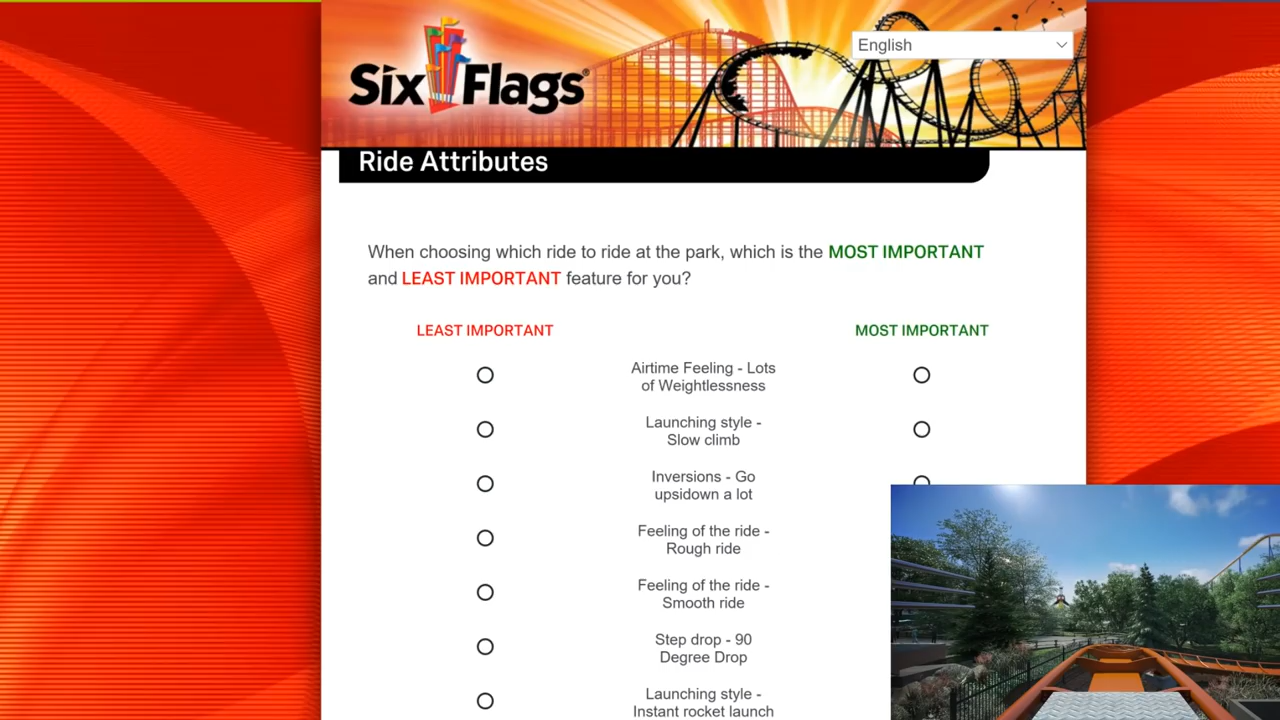 Six Flags®
English
Ride Attributes
When choosing which ride to ride at the park, which is the MOST IMPORTANT
and LEAST IMPORTANT feature for you?
LEAST IMPORTANT
MOST IMPORTANT
Airtime Feeling - Lots
of Weightlessness
Launching style -
Slow climb
Inversions - Go
upsidown a lot
Feeling of the ride -
Rough ride
Feeling of the ride -
Smooth ride
Step drop - 90
Degree Drop
Launching style -
Instant rocket launch